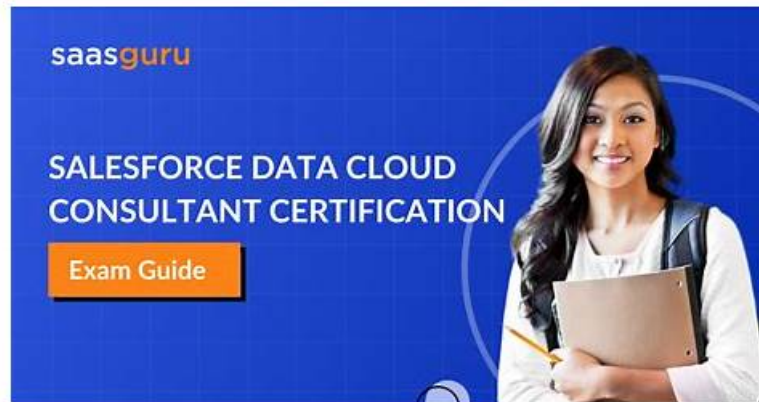 saasguru
SALESFORCE DATA CLOUD
CONSULTANT CERTIFICATION
Exam Guide